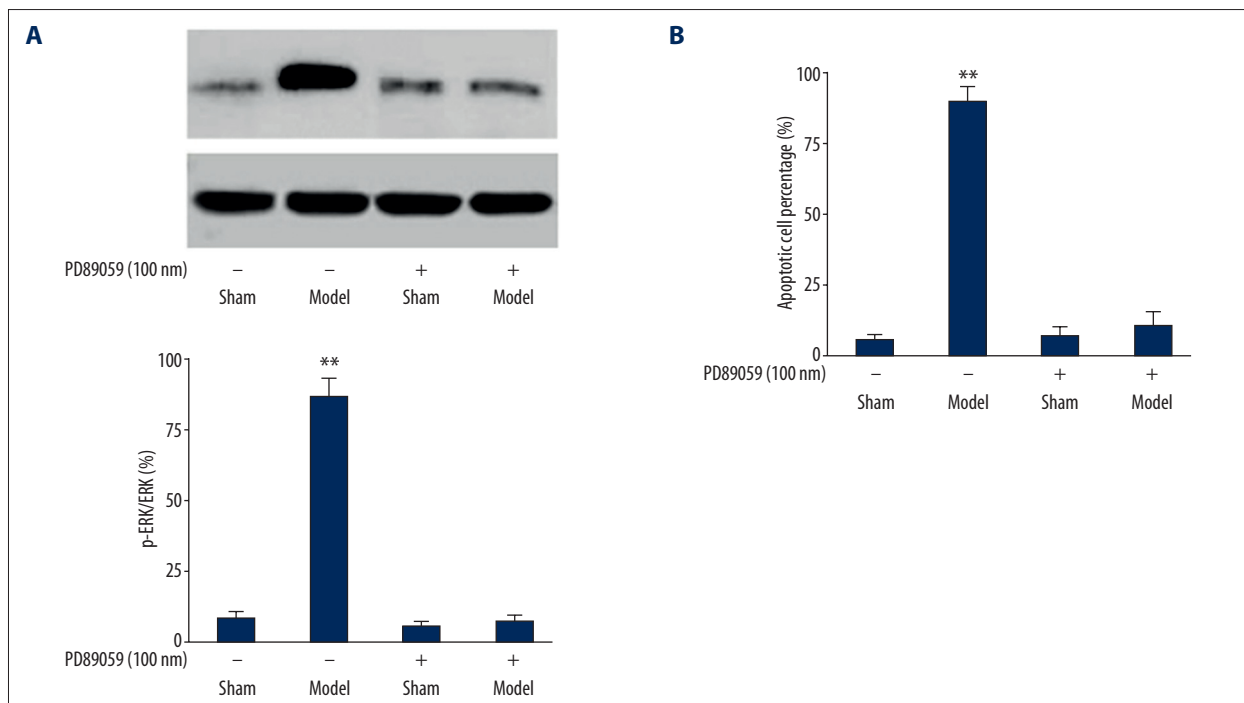 A
PD89059 (100 nm) – – + +
Sham Model Sham Model
100
75
50
25
0
p-ERK/ERK (%)
**
PD89059 (100 nm) – – + +
Sham Model Sham Model
B
100
75
50
25
0
Apoptotic cell percentage (%)
**
PD89059 (100 nm) – – + +
Sham Model Sham Model